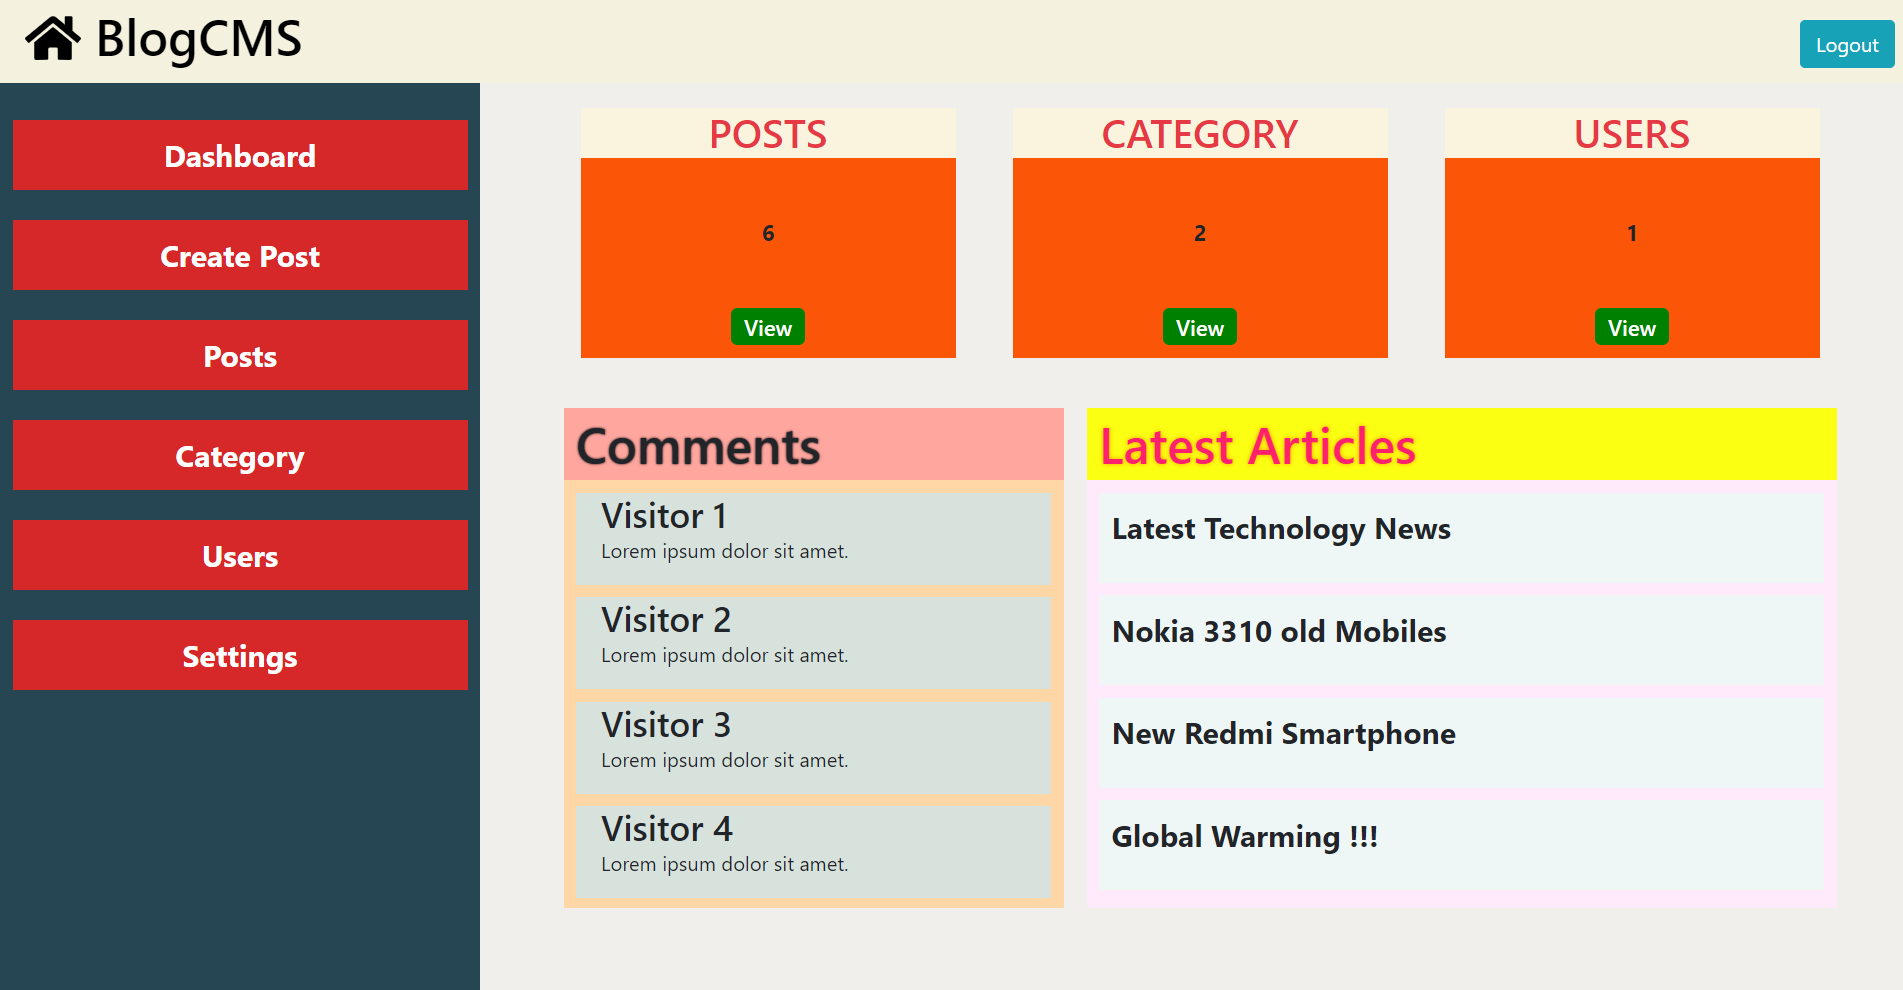 BlogCMS
Logout
Dashboard
Create Post
Posts
Category
Users
Settings
POSTS
6
View
CATEGORY
2
View
USERS
1
View
Comments
Visitor 1
Lorem ipsum dolor sit amet.
Visitor 2
Lorem ipsum dolor sit amet.
Visitor 3
Lorem ipsum dolor sit amet.
Visitor 4
Lorem ipsum dolor sit amet.
Latest Articles
Latest Technology News
Nokia 3310 old Mobiles
New Redmi Smartphone
Global Warming !!!